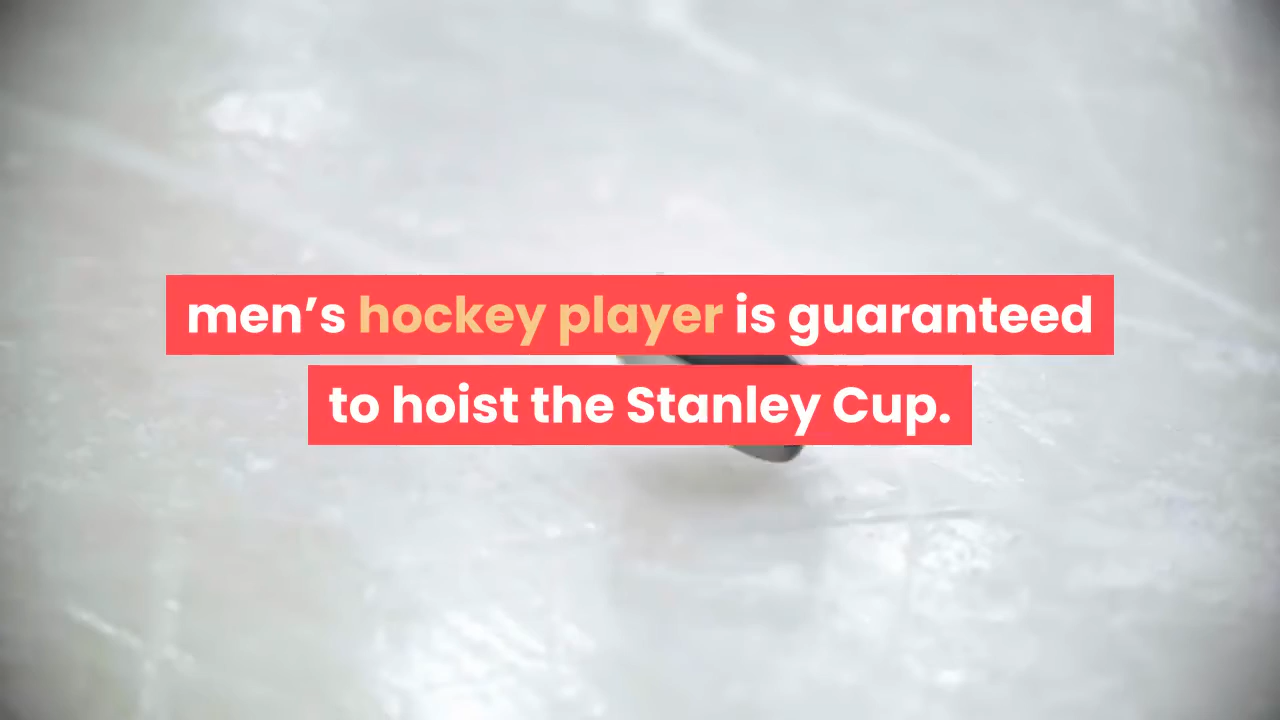 men’s hockey player is guaranteed
to hoist the Stanley Cup.